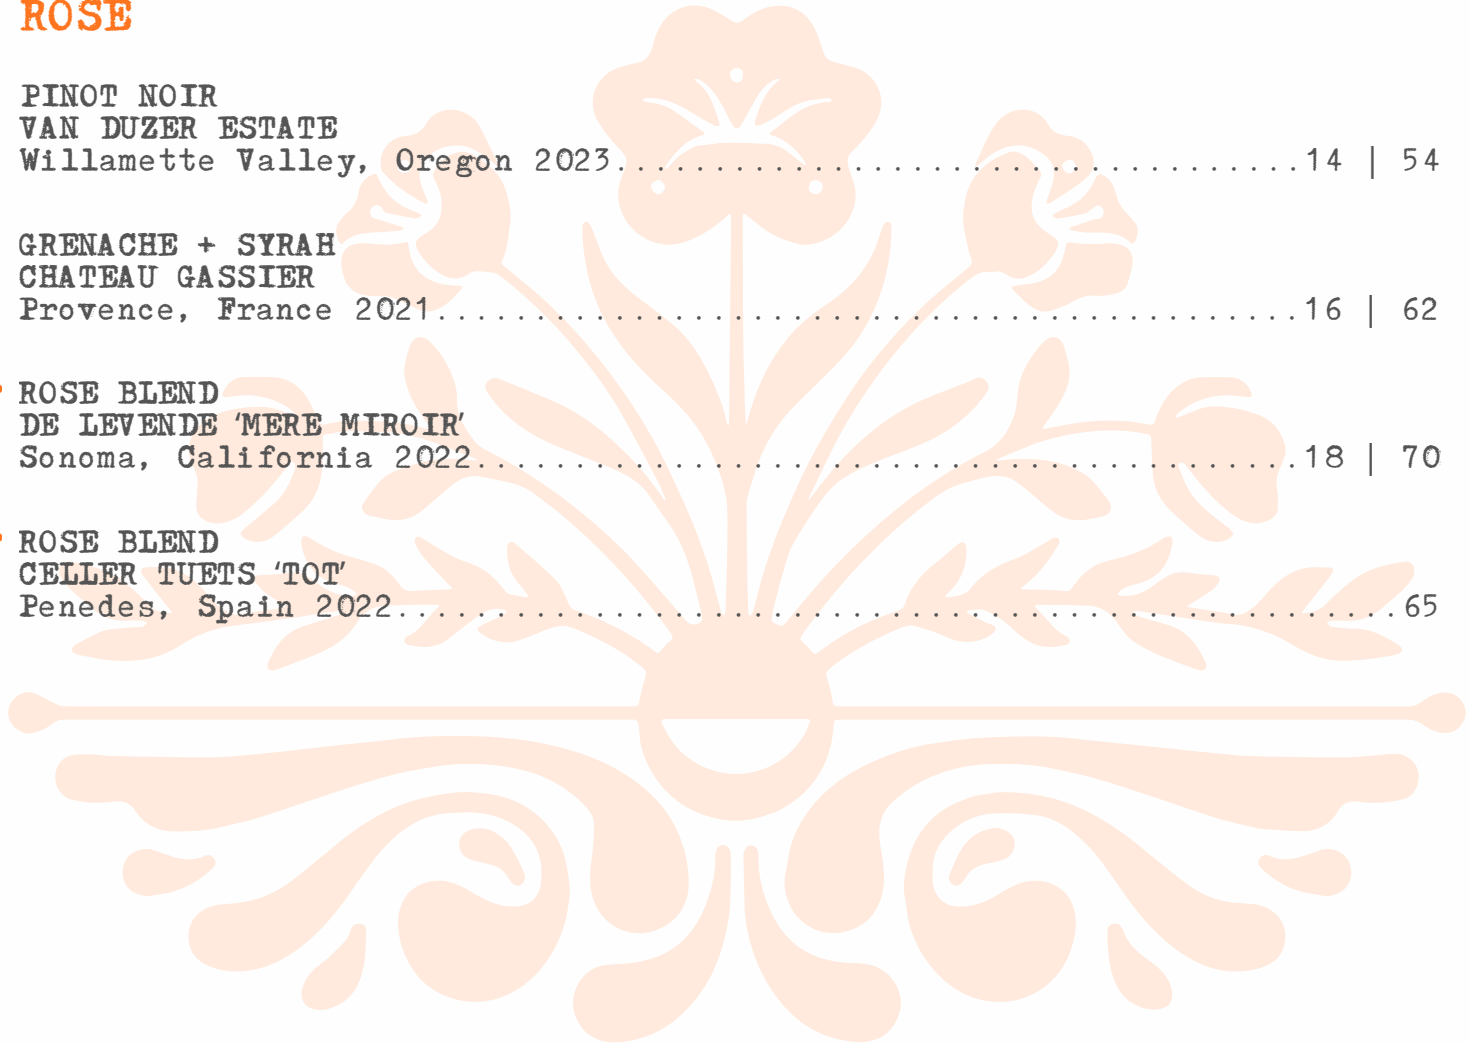 ROSE
PINOT NOIR
VAN DUZER ESTATE
Willamette Valley, Oregon 2023...................................14 | 54
GRENACHE + SYRAH
CHATEAU GASSIER
Provence, France 2021............................................16 | 62
ROSE BLEND
DE LEVENDE ‘MERE MIROIR’
Sonoma, California 2022..........................................18 | 70
ROSE BLEND
CELLER TUETS ‘TOT’
Penedes, Spain 2022...................................................65